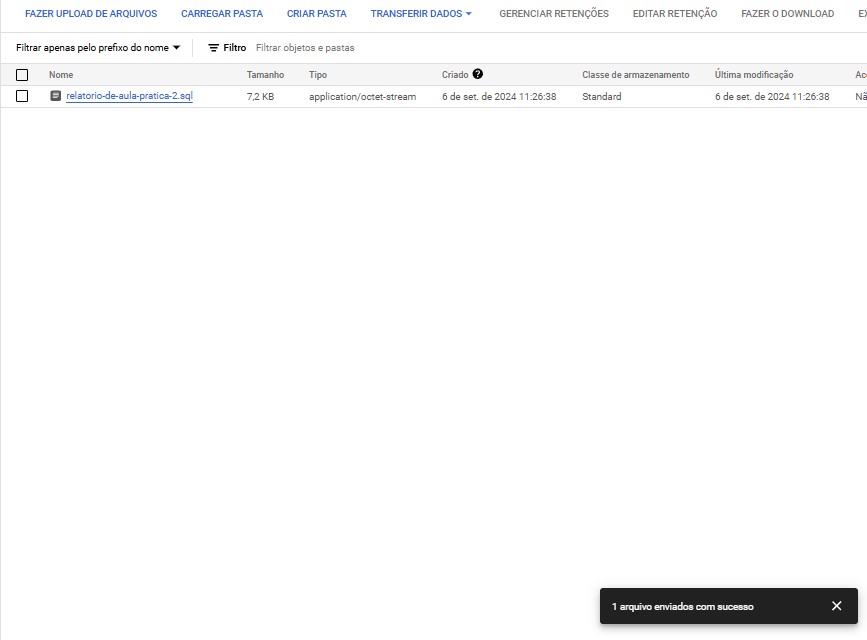 FAZER UPLOAD DE ARQUIVOS CARREGAR PASTA CRIAR PASTA TRANSFERIR DADOS GERENCIAR RETENÇÕES EDITAR RETENÇÃO FAZER O DOWNLOAD EX
Filtrar apenas pelo prefixo do nome Filtro Filtrar objetos e pastas
Nome Tamanho Tipo Criado ? Classe de armazenamento Última modificação Ac
relatorio-de-aula-pratica-2.sql 7,2 KB application/octet-stream 6 de set. de 2024 11:26:38 Standard 6 de set. de 2024 11:26:38 Nã
1 arquivo enviados com sucesso